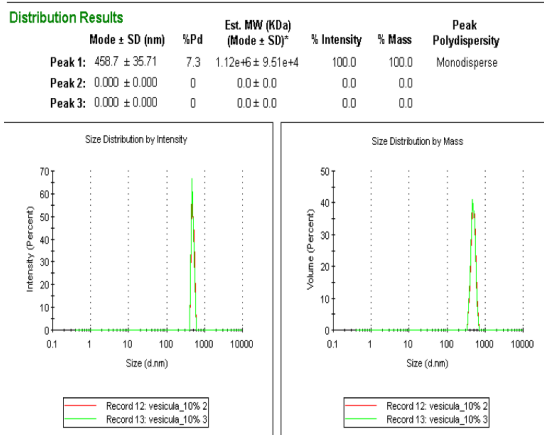 Distribution Results
Mode ± SD (nm) %Pd Est. MW (KDa) (Mode ± SD)* % Intensity % Mass Peak Polydispersity
Peak 1: 458.7 ± 35.71 7.3 1.12e+6 ± 9.51e+4 100.0 100.0 Monodisperse
Peak 2: 0.000 ± 0.000 0 0.0 ± 0.0 0.0 0.0
Peak 3: 0.000 ± 0.000 0 0.0 ± 0.0 0.0 0.0
Size Distribution by Intensity
Intensity (Percent)
70
60
50
40
30
20
10
0
0.1 1 10 100 1000 10000
Size (d.nm)
Record 12: vesicula_10% 2
Record 13: vesicula_10% 3
Size Distribution by Mass
Volume (Percent)
50
40
30
20
10
0
0.1 1 10 100 1000 10000
Size (d.nm)
Record 12: vesicula_10% 2
Record 13: vesicula_10% 3